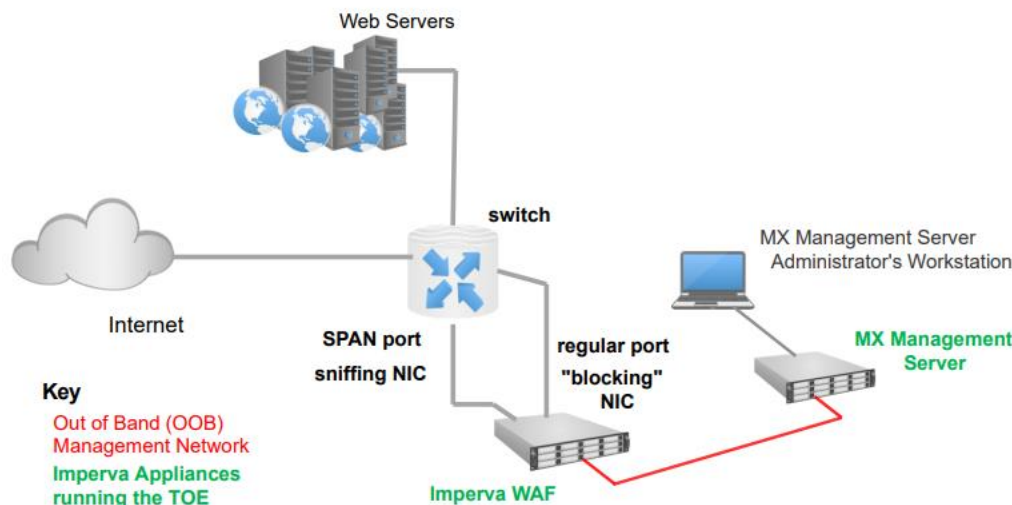 Web Servers
switch
MX Management Server
Administrator's Workstation
Internet
SPAN port
sniffing NIC
regular port
"blocking"
NIC
MX Management
Server
Key
Out of Band (OOB)
Management Network
Imperva Appliances
running the TOE
Imperva WAF